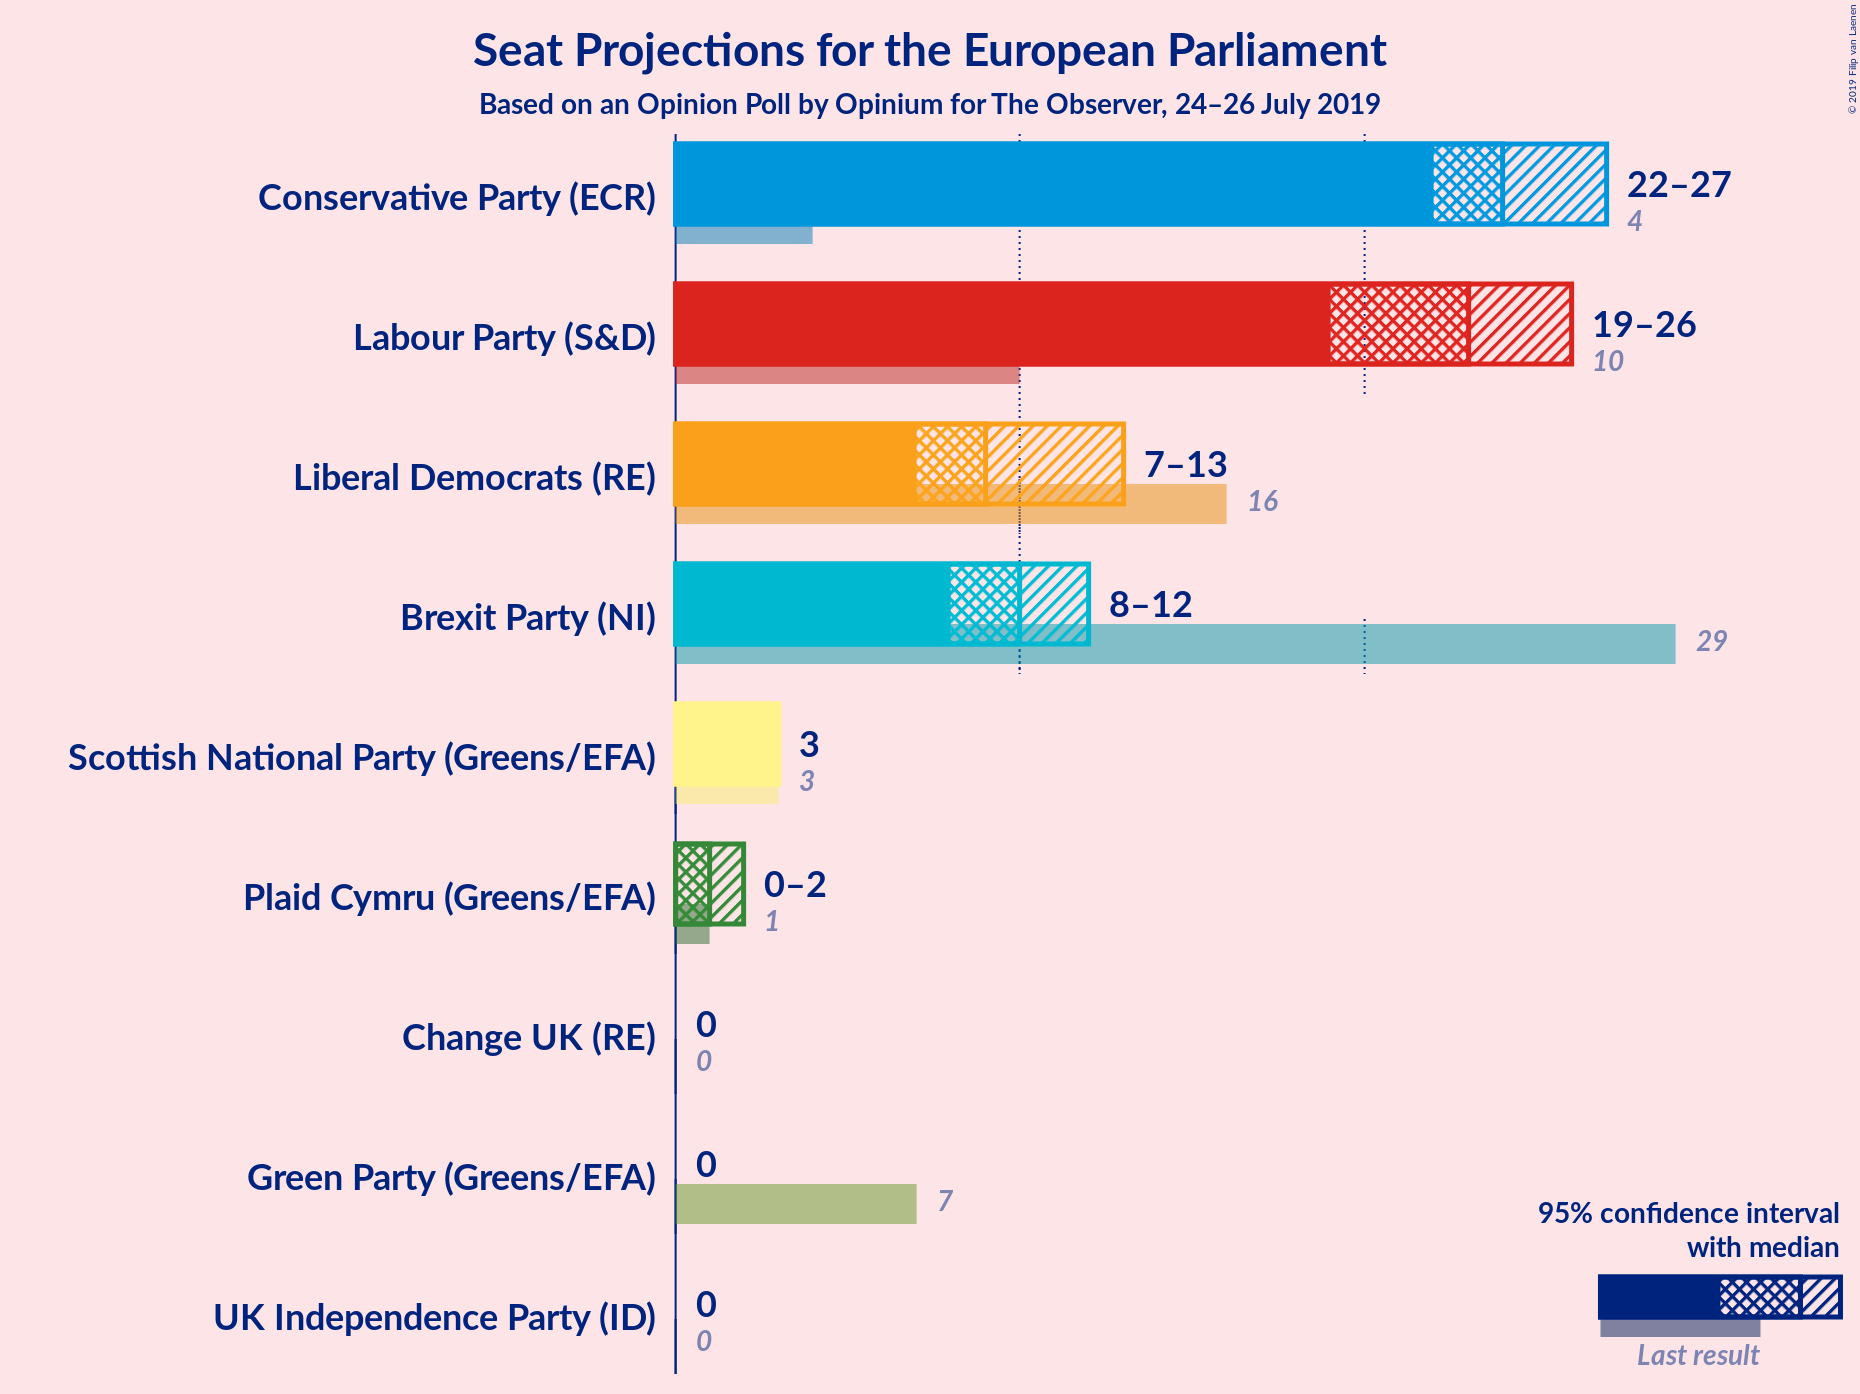 Seat Projections for the European Parliament
Based on an Opinion Poll by Opinium for The Observer, 24–26 July 2019
© 2019 Filip van Laenen
Conservative Party (ECR)
22–27
4
Labour Party (S&D)
19–26
10
Liberal Democrats (RE)
7–13
16
Brexit Party (NI)
8–12
29
Scottish National Party (Greens/EFA)
3
3
Plaid Cymru (Greens/EFA)
0–2
1
Change UK (RE)
0
0
Green Party (Greens/EFA)
0
7
UK Independence Party (ID)
0
0
95% confidence interval
with median
Last result